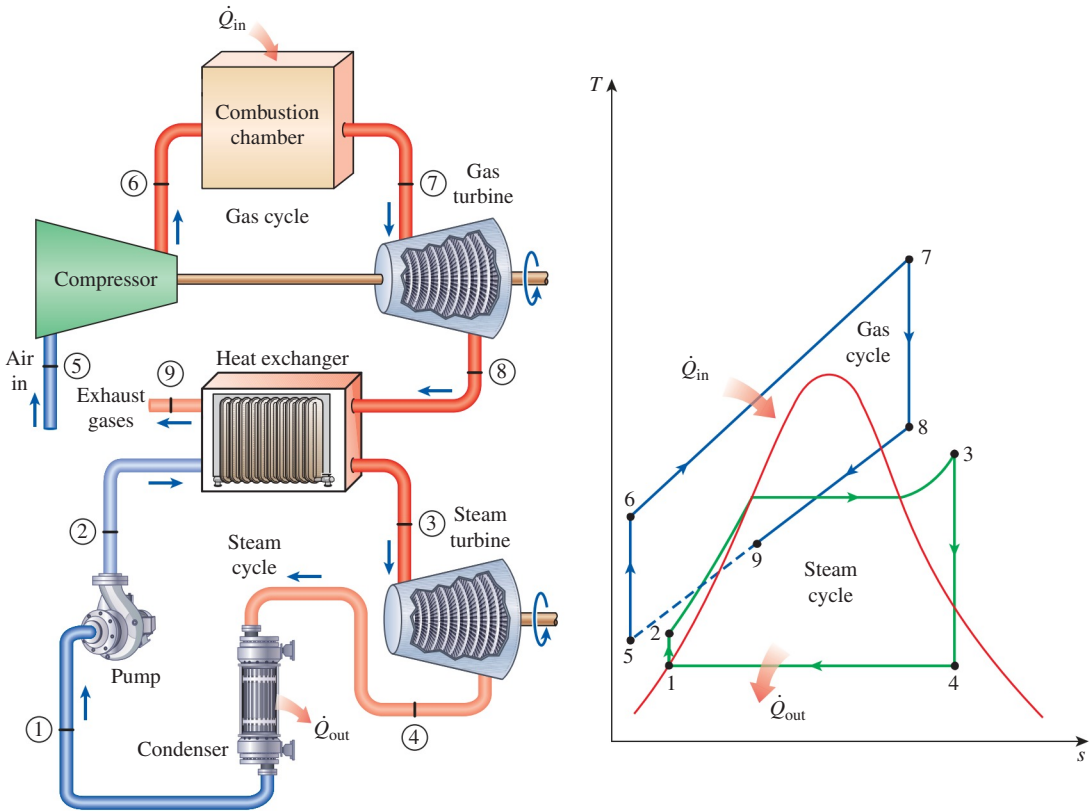 Q̇in
Combustion
chamber
⑥
⑦
Gas
turbine
Gas cycle
Compressor
Air
in
⑤
⑨
Heat exchanger
⑧
Exhaust
gases
②
③
Steam
turbine
Steam
cycle
Pump
①
Condenser
Q̇out
④
T
7
Gas
cycle
Q̇in
8
3
6
9
Steam
cycle
2
5
1
4
Q̇out
s